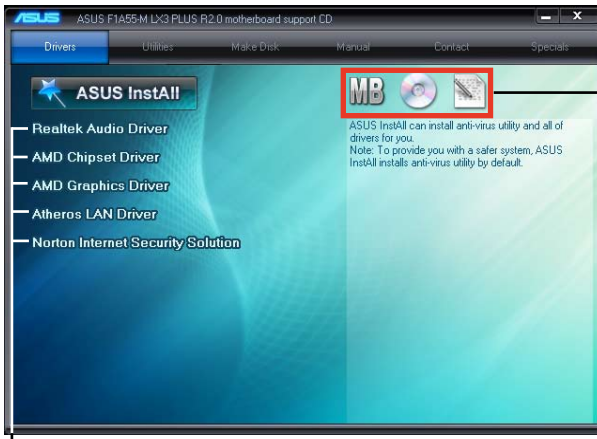 ASUS ASUS F1A55-M LX3 PLUS R2.0 motherboard support CD
Drivers Utilities Make Disk Manual Contact Specials
ASUS InstAll
MB
Realtek Audio Driver
AMD Chipset Driver
AMD Graphics Driver
Atheros LAN Driver
Norton Internet Security Solution
ASUS InstAll can install anti-virus utility and all of
drivers for you.
Note: To provide you with a safer system, ASUS
InstAll installs anti-virus utility by default.